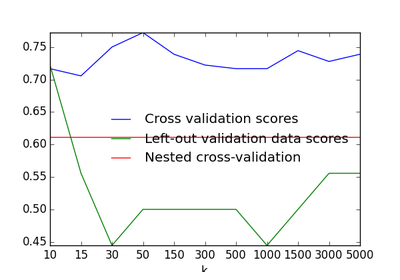 0.75
0.70
0.65
0.60
0.55
0.50
0.45
Cross validation scores
Left-out validation data scores
Nested cross-validation
10 15 30 50 150 300 500 1000 1500 3000 5000
k